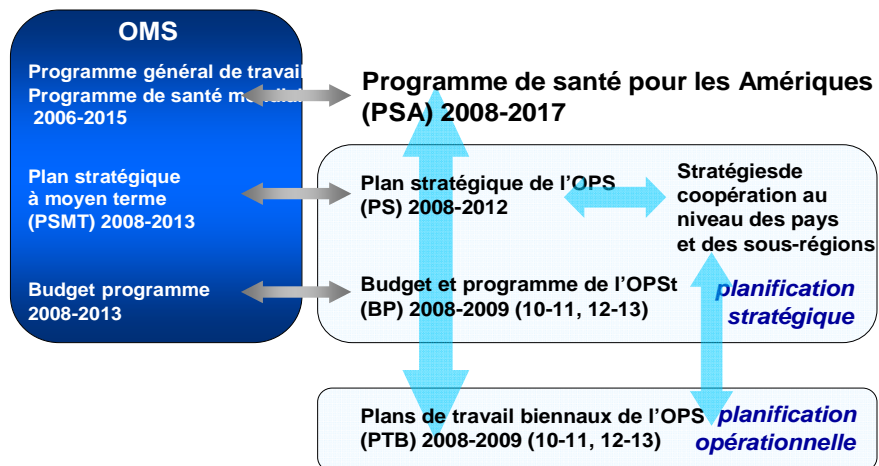 OMS
Programme général de travail
Programme de santé mondial
2006-2015
Plan stratégique
à moyen terme
(PSMT) 2008-2013
Budget programme
2008-2013
Programme de santé pour les Amériques
(PSA) 2008-2017
Plan stratégique de l’OPS
(PS) 2008-2012
Stratégiesde
coopération au
niveau des pays
et des sous-régions
Budget et programme de l’OPSt
(BP) 2008-2009 (10-11, 12-13)
planification
stratégique
Plans de travail biennaux de l’OPS
(PTB) 2008-2009 (10-11, 12-13)
planification
opérationnelle